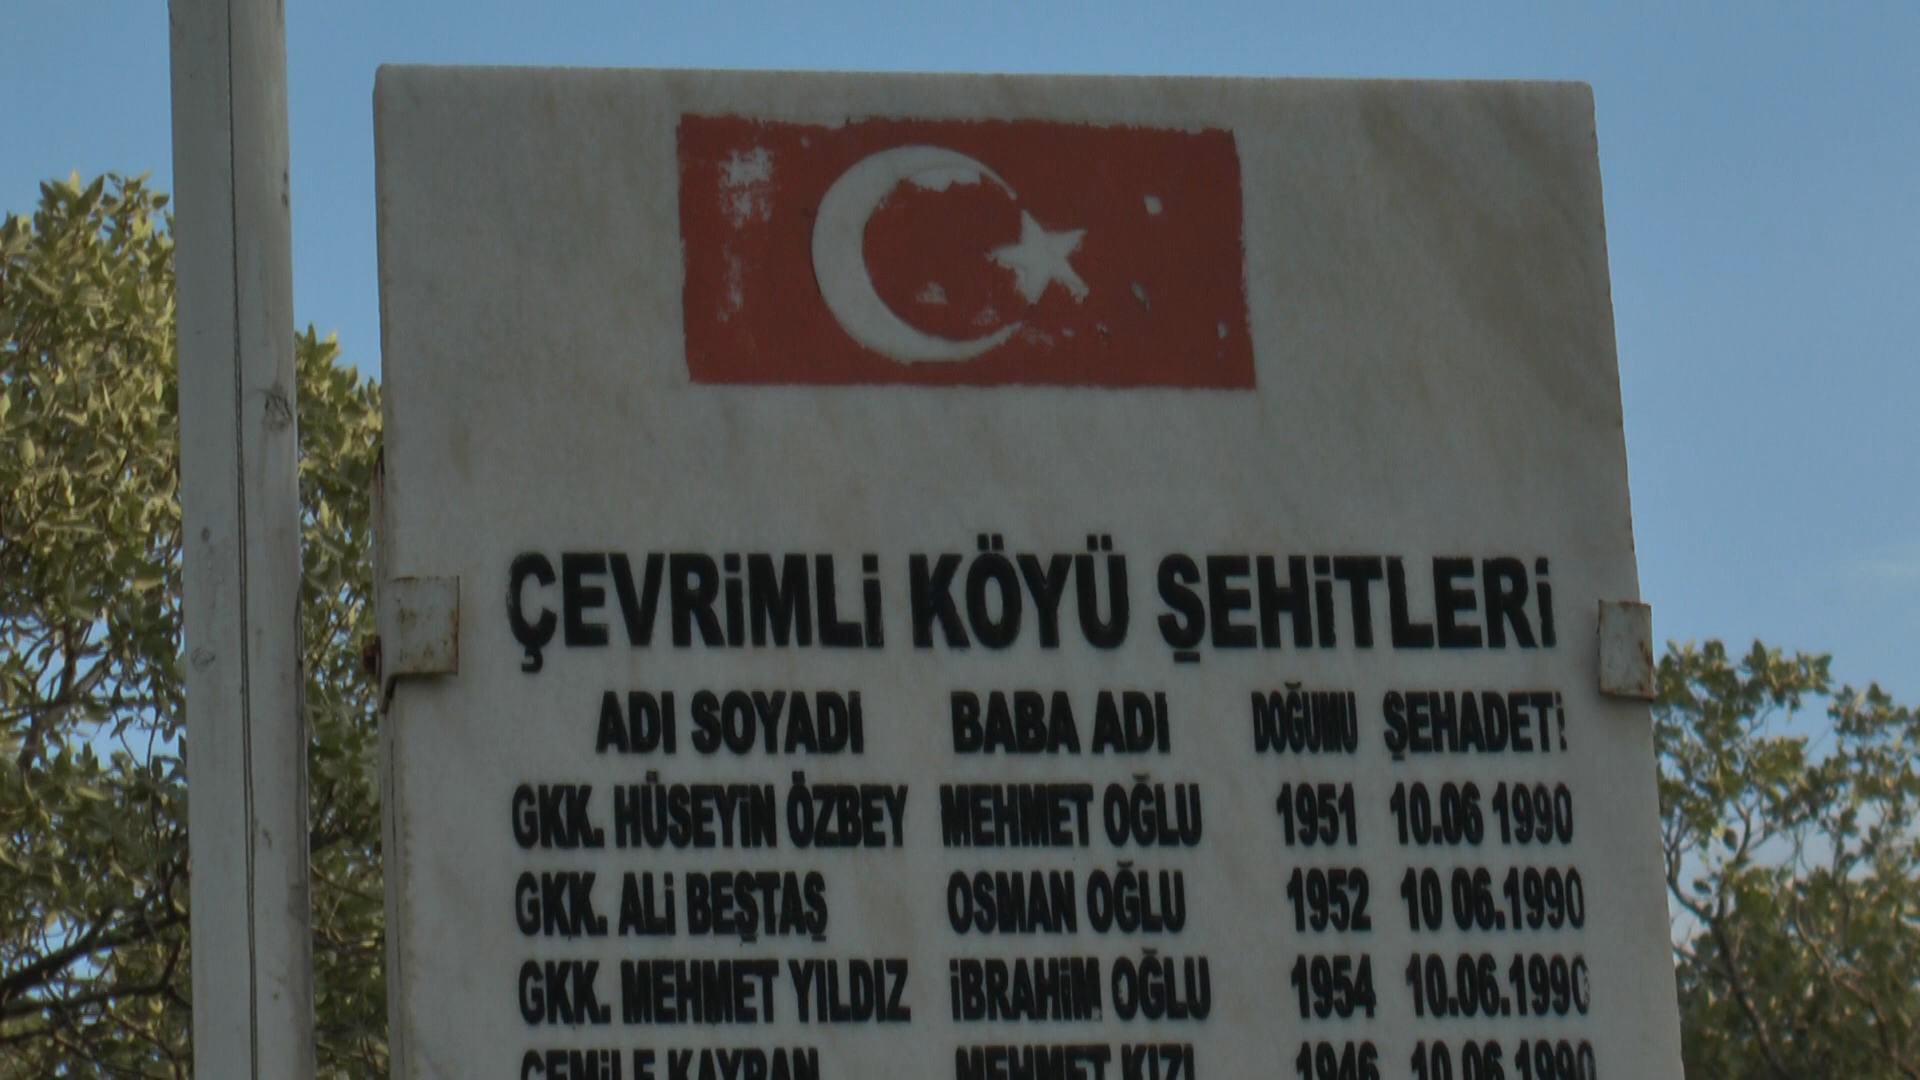 ÇEVRİMLİ KÖYÜ ŞEHİTLERİ
ADI SOYADI BABA ADI DOĞUMU ŞEHADETİ
GKK. HÜSEYİN ÖZBEY MEHMET OĞLU 1951 10.06 1990
GKK. ALİ BEŞTAŞ OSMAN OĞLU 1952 10 06.1990
GKK. MEHMET YILDIZ İBRAHİM OĞLU 1954 10.06.1990
CEMİLE KAYRAN MEHMET KIZI 1946 10.06.1990